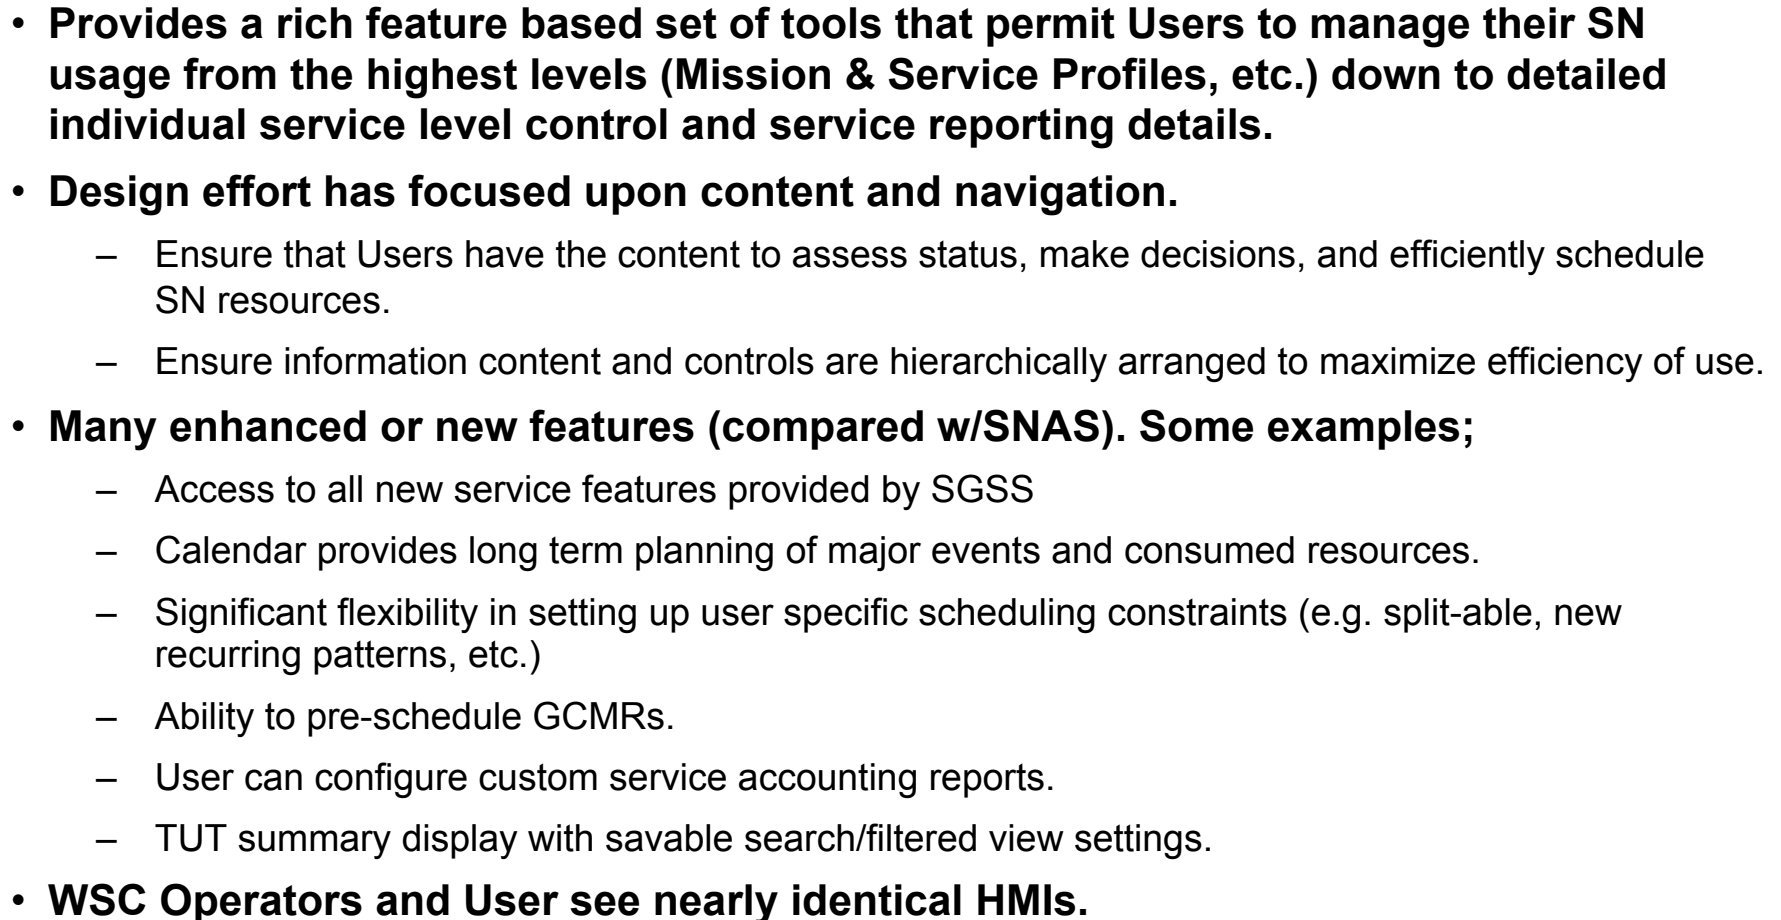 • Provides a rich feature based set of tools that permit Users to manage their SN
usage from the highest levels (Mission & Service Profiles, etc.) down to detailed
individual service level control and service reporting details.
• Design effort has focused upon content and navigation.
– Ensure that Users have the content to assess status, make decisions, and efficiently schedule
SN resources.
– Ensure information content and controls are hierarchically arranged to maximize efficiency of use.
• Many enhanced or new features (compared w/SNAS). Some examples;
– Access to all new service features provided by SGSS
– Calendar provides long term planning of major events and consumed resources.
– Significant flexibility in setting up user specific scheduling constraints (e.g. split-able, new
recurring patterns, etc.)
– Ability to pre-schedule GCMRs.
– User can configure custom service accounting reports.
– TUT summary display with savable search/filtered view settings.
• WSC Operators and User see nearly identical HMIs.